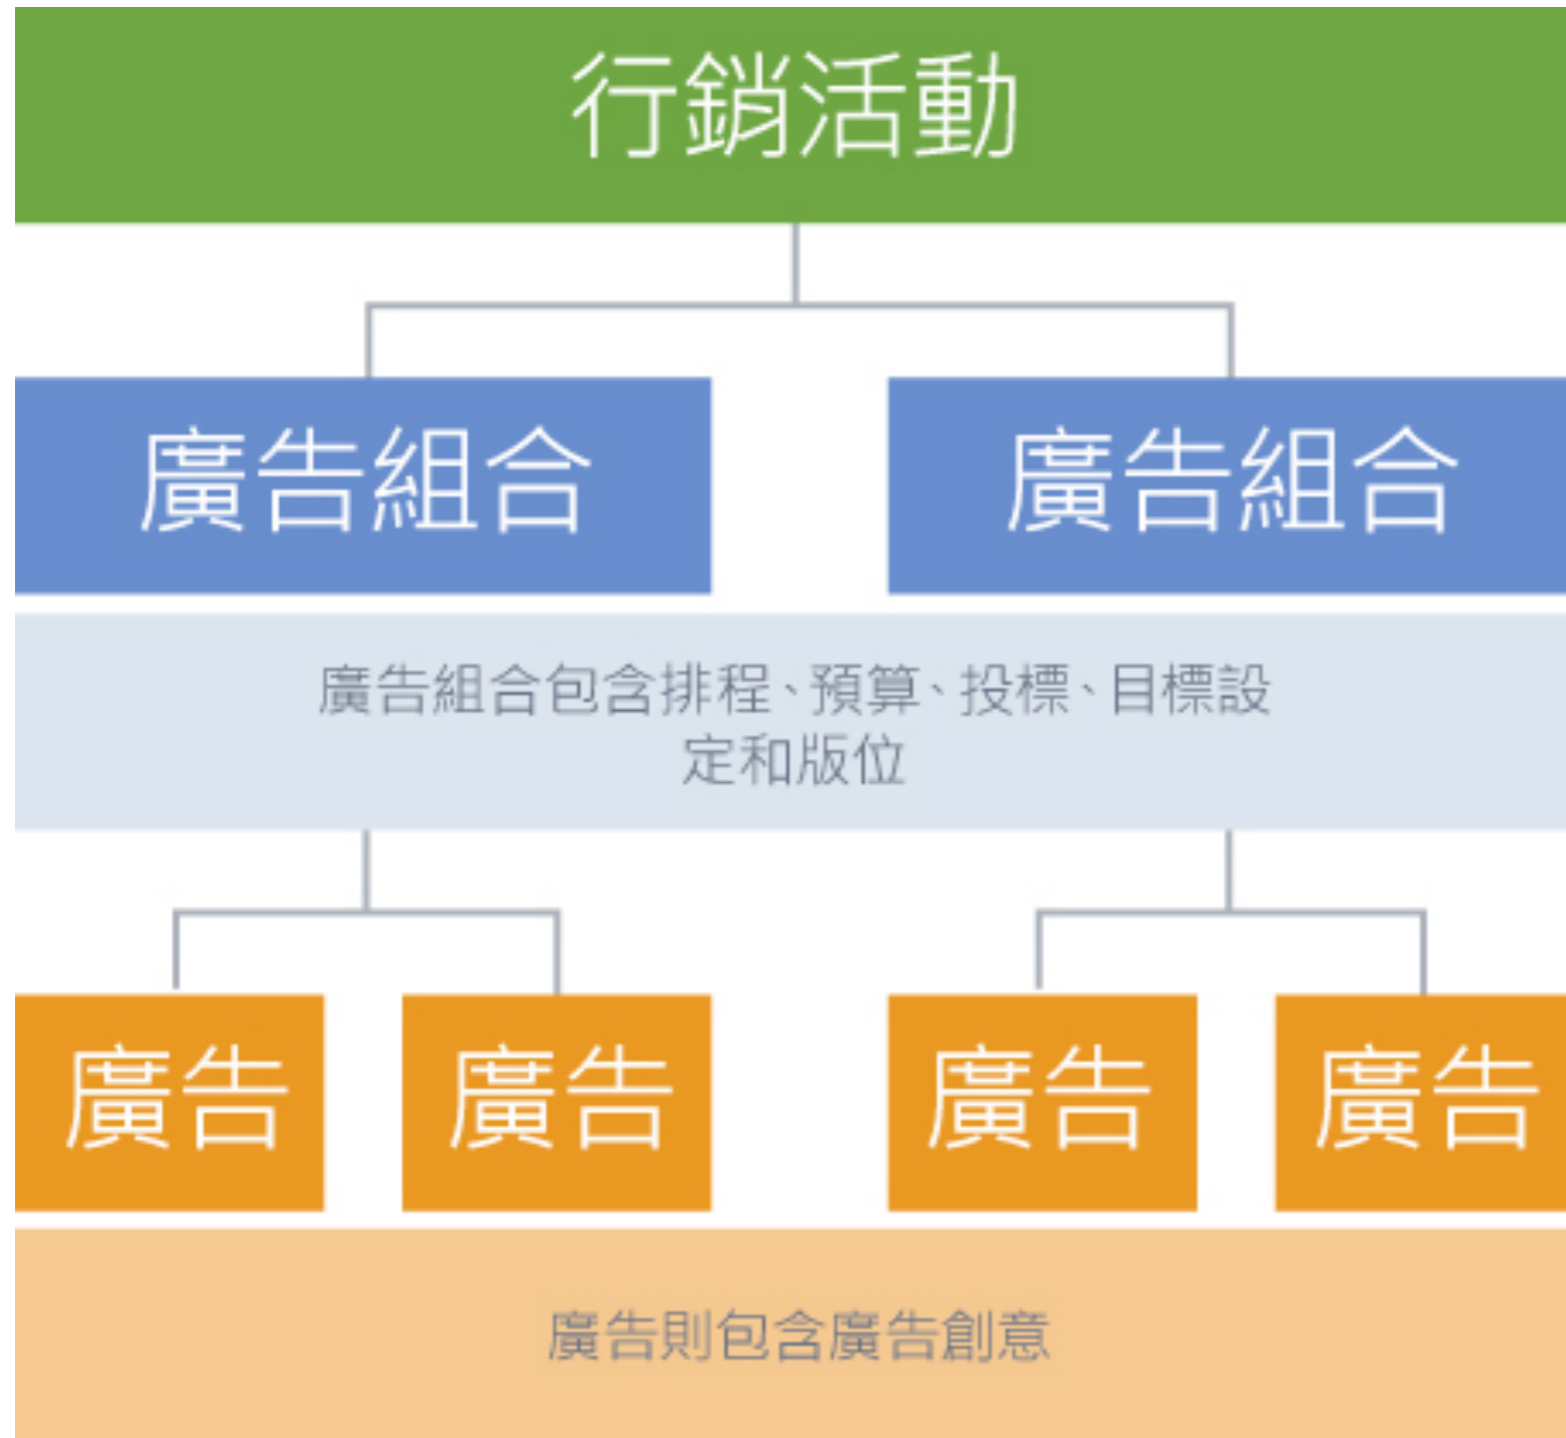 行銷活動
廣告組合
廣告組合
廣告組合包含排程、預算、投標、目標設
定和版位
廣告
廣告
廣告
廣告
廣告則包含廣告創意